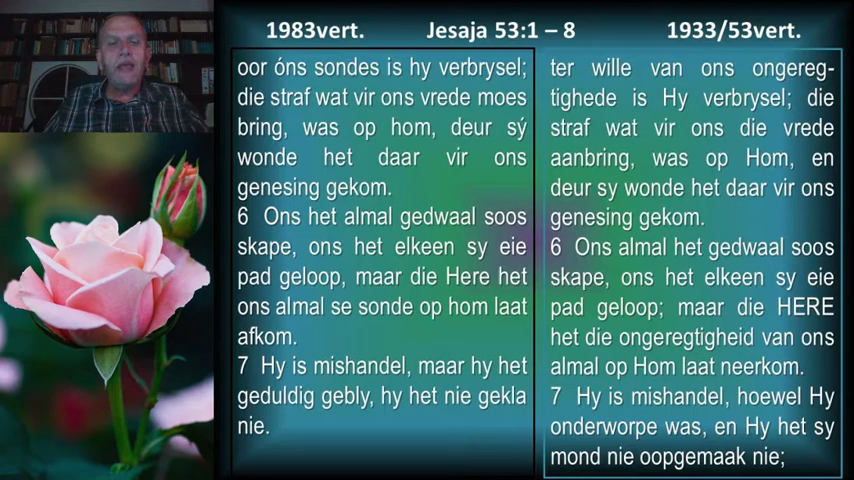 1983vert. Jesaja 53:1 – 8 1933/53vert.
oor óns sondes is hy verbrysel;
die straf wat vir ons vrede moes
bring, was op hom, deur sý
wonde het daar vir ons
genesing gekom.
6 Ons het almal gedwaal soos
skape, ons het elkeen sy eie
pad geloop, maar die Here het
ons almal se sonde op hom laat
afkom.
7 Hy is mishandel, maar hy het
geduldig gebly, hy het nie gekla
nie.
ter wille van ons ongereg-
tighede is Hy verbrysel; die
straf wat vir ons die vrede
aanbring, was op Hom, en
deur sy wonde het daar vir ons
genesing gekom.
6 Ons almal het gedwaal soos
skape, ons het elkeen sy eie
pad geloop; maar die HERE
het die ongeregtigheid van ons
almal op Hom laat neerkom.
7 Hy is mishandel, hoewel Hy
onderworpe was, en Hy het sy
mond nie oopgemaak nie;